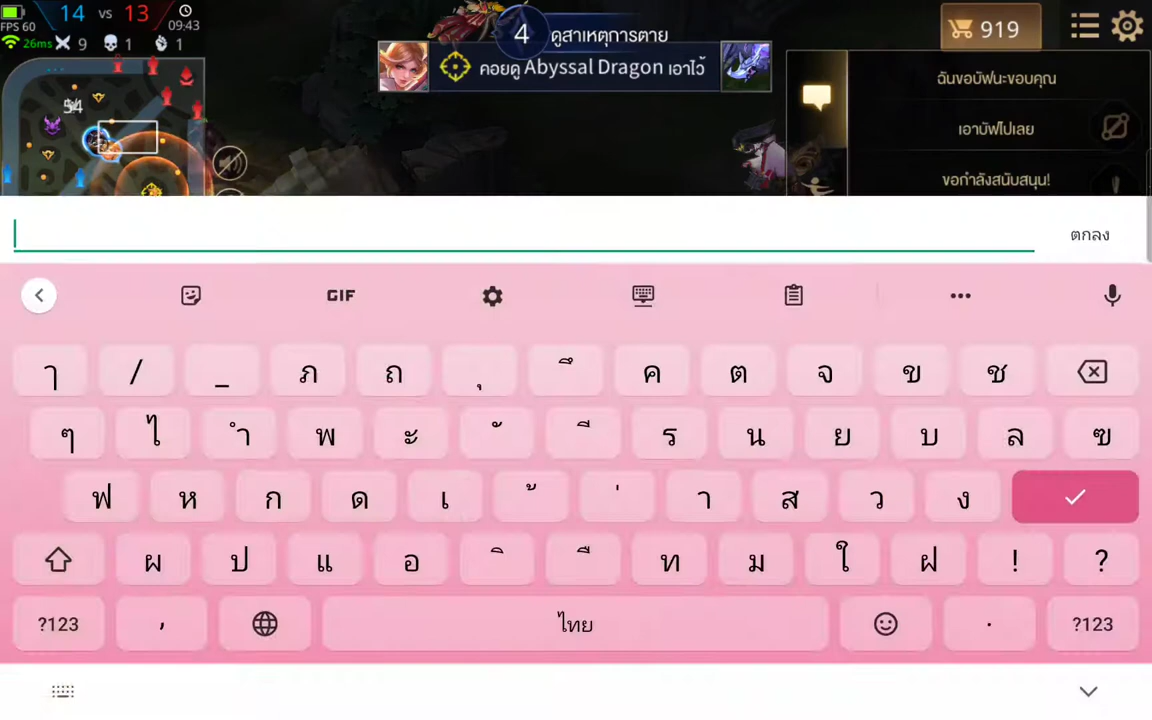 14 vs 13 09:43
FPS 60
26ms 9 1 1
54
4 ดูสาเหตุการตาย
คอยดู Abyssal Dragon เอาไว้
919
ฉันขอบัฟนะขอบคุณ
เอาบัฟไปเลย
ขอกำลังสนับสนุน!
ตกลง
GIF
ๅ / _ ภ ถ ุ ึ ค ต จ ข ช
ๆ ไ ำ พ ะ ั ี ร น ย บ ล ฃ
ฟ ห ก ด เ ้ ่ า ส ว ง
ผ ป แ อ ิ ื ท ม ใ ฝ ! ?
?123 , ไทย . ?123